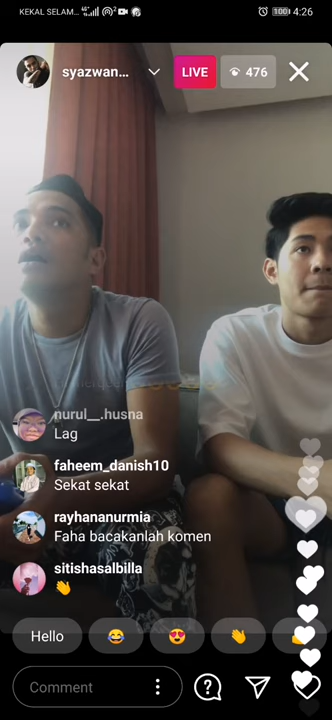 KEKAL SELAM...
4:26
100
syazwan...
LIVE
476
nurul__.husna
Lag
faheem_danish10
Sekat sekat
rayhananurmia
Faha bacakanlah komen
sitishasalbilla
👋
Hello
😂
😍
👋
Comment